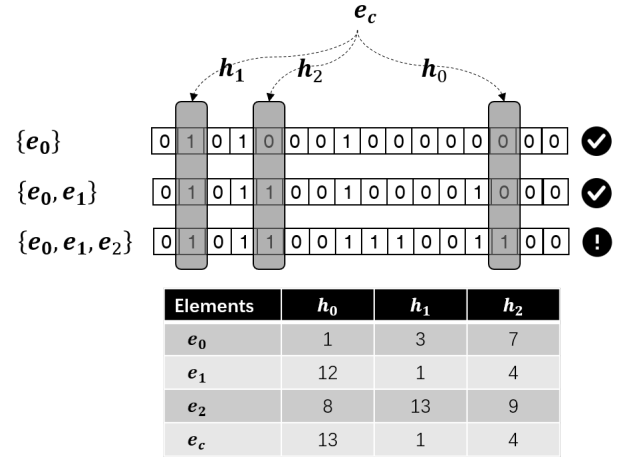 e_c
h_1 h_2 h_0
{e_0} 0 1 0 1 0 0 0 1 0 0 0 0 0 0 0 0
{e_0, e_1} 0 1 0 1 1 0 0 1 0 0 0 0 1 0 0 0
{e_0, e_1, e_2} 0 1 0 1 1 0 0 1 1 1 0 0 1 1 0 0 !
Elements h_0 h_1 h_2
e_0 1 3 7
e_1 12 1 4
e_2 8 13 9
e_c 13 1 4